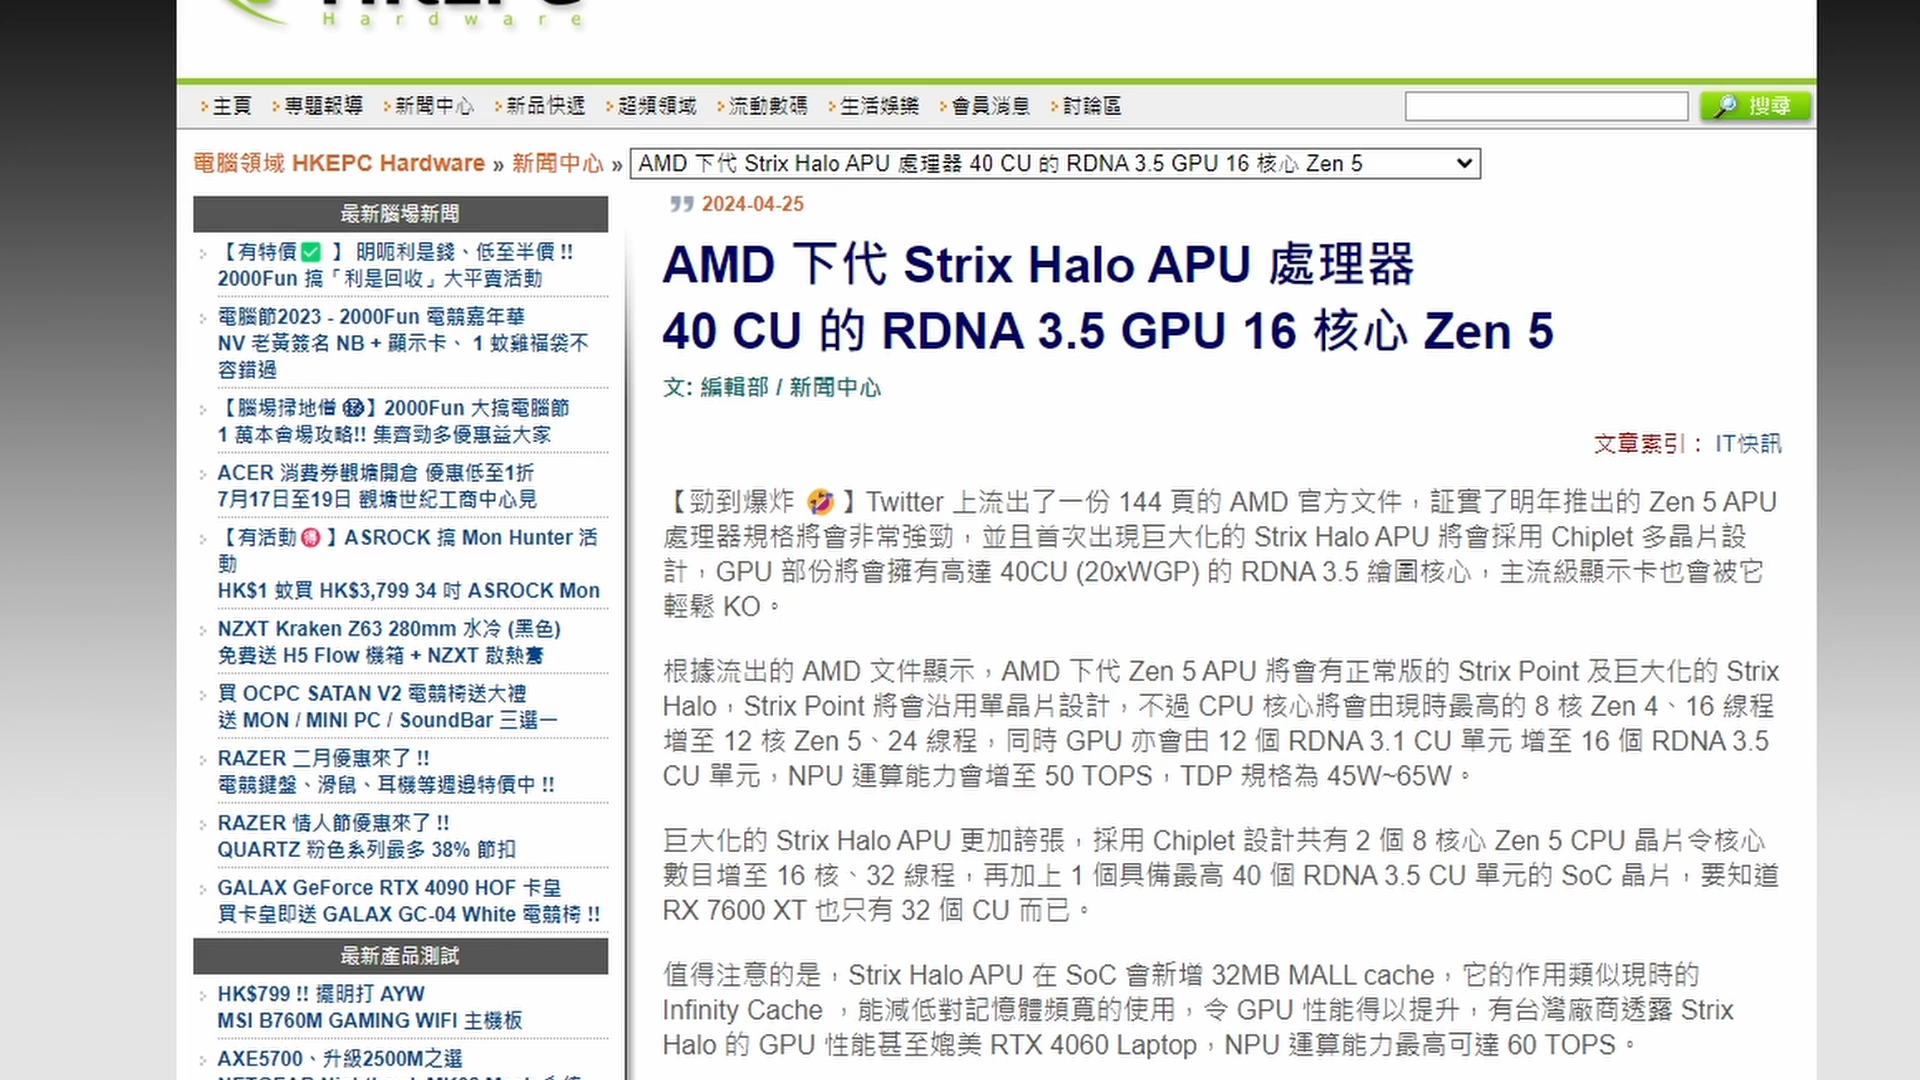 Hardware
主頁 專題報導 新聞中心 新品快遞 超頻領域 流動數碼 生活娛樂 會員消息 討論區 搜尋
電腦領域 HKEPC Hardware » 新聞中心 » AMD 下代 Strix Halo APU 處理器 40 CU 的 RDNA 3.5 GPU 16 核心 Zen 5
最新腦場新聞
【有特價✅ 】 明呃利是錢、低至半價 !!
2000Fun 搞「利是回收」大平賣活動
電腦節2023 - 2000Fun 電競嘉年華
NV 老黃簽名 NB + 顯示卡、 1 蚊雞福袋不
容錯過
【腦場掃地僧 ㊙】2000Fun 大搞電腦節
1 萬本會場攻略!! 集齊勁多優惠益大家
ACER 消費券觀塘開倉 優惠低至1折
7月17日至19日 觀塘世紀工商中心見
【有活動🉐】ASROCK 搞 Mon Hunter 活
動
HK$1 蚊買 HK$3,799 34 吋 ASROCK Mon
NZXT Kraken Z63 280mm 水冷 (黑色)
免費送 H5 Flow 機箱 + NZXT 散熱膏
買 OCPC SATAN V2 電競椅送大禮
送 MON / MINI PC / SoundBar 三選一
RAZER 二月優惠來了 !!
電競鍵盤、滑鼠、耳機等週邊特價中 !!
RAZER 情人節優惠來了 !!
QUARTZ 粉色系列最多 38% 節扣
GALAX GeForce RTX 4090 HOF 卡皇
買卡皇即送 GALAX GC-04 White 電競椅 !!
最新產品測試
HK$799 !! 擺明打 AYW
MSI B760M GAMING WIFI 主機板
AXE5700、升級2500M之選
2024-04-25
AMD 下代 Strix Halo APU 處理器
40 CU 的 RDNA 3.5 GPU 16 核心 Zen 5
文: 編輯部 / 新聞中心
文章索引： IT快訊
【勁到爆炸 🤣 】Twitter 上流出了一份 144 頁的 AMD 官方文件，証實了明年推出的 Zen 5 APU
處理器規格將會非常強勁，並且首次出現巨大化的 Strix Halo APU 將會採用 Chiplet 多晶片設
計，GPU 部份將會擁有高達 40CU (20xWGP) 的 RDNA 3.5 繪圖核心，主流級顯示卡也會被它
輕鬆 KO。
根據流出的 AMD 文件顯示，AMD 下代 Zen 5 APU 將會有正常版的 Strix Point 及巨大化的 Strix
Halo，Strix Point 將會沿用單晶片設計，不過 CPU 核心將會由現時最高的 8 核 Zen 4、16 線程
增至 12 核 Zen 5、24 線程，同時 GPU 亦會由 12 個 RDNA 3.1 CU 單元 增至 16 個 RDNA 3.5
CU 單元，NPU 運算能力會增至 50 TOPS，TDP 規格為 45W~65W。
巨大化的 Strix Halo APU 更加誇張，採用 Chiplet 設計共有 2 個 8 核心 Zen 5 CPU 晶片令核心
數目增至 16 核、32 線程，再加上 1 個具備最高 40 個 RDNA 3.5 CU 單元的 SoC 晶片，要知道
RX 7600 XT 也只有 32 個 CU 而已。
值得注意的是，Strix Halo APU 在 SoC 會新增 32MB MALL cache，它的作用類似現時的
Infinity Cache ，能減低對記憶體頻寬的使用，令 GPU 性能得以提升，有台灣廠商透露 Strix
Halo 的 GPU 性能甚至媲美 RTX 4060 Laptop，NPU 運算能力最高可達 60 TOPS。